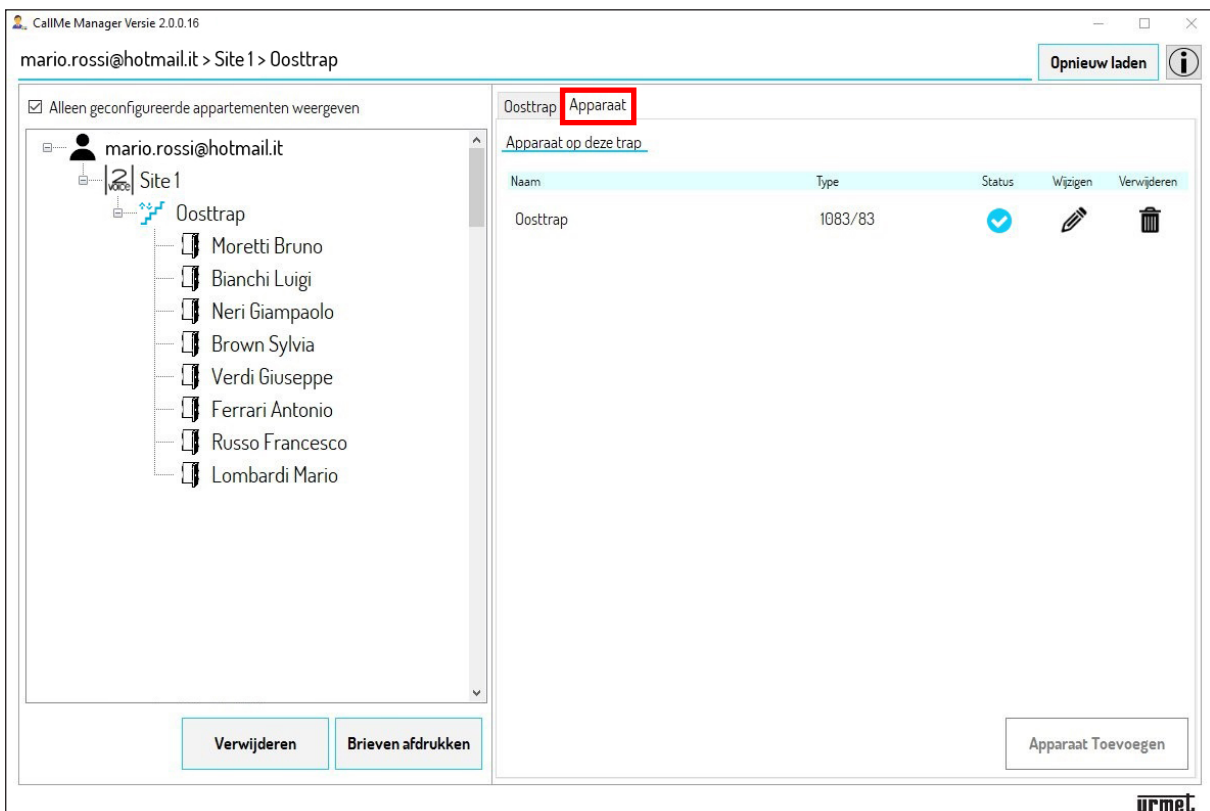 CallMe Manager Versie 2.0.0.16
mario.rossi@hotmail.it > Site 1 > Oosttrap
Opnieuw laden
Alleen geconfigureerde appartementen weergeven
mario.rossi@hotmail.it
2 VOICE Site 1
Oosttrap
Moretti Bruno
Bianchi Luigi
Neri Giampaolo
Brown Sylvia
Verdi Giuseppe
Ferrari Antonio
Russo Francesco
Lombardi Mario
Verwijderen Brieven afdrukken
Oosttrap Apparaat
Apparaat op deze trap
Naam Type Status Wijzigen Verwijderen
Oosttrap 1083/83
Apparaat Toevoegen
urmet